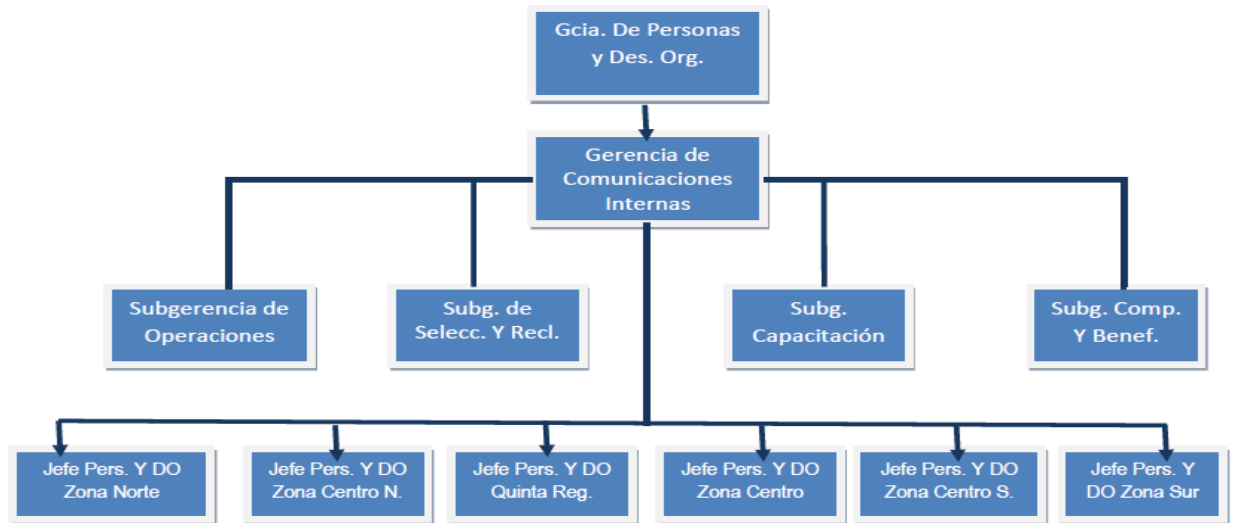 Gcia. De Personas
y Des. Org.
Gerencia de
Comunicaciones
Internas
Subgerencia de
Operaciones
Subg. de
Selecc. Y Recl.
Subg.
Capacitación
Subg. Comp.
Y Benef.
Jefe Pers. Y DO
Zona Norte
Jefe Pers. Y DO
Zona Centro N.
Jefe Pers. Y DO
Quinta Reg.
Jefe Pers. Y DO
Zona Centro
Jefe Pers. Y DO
Zona Centro S.
Jefe Pers. Y
DO Zona Sur